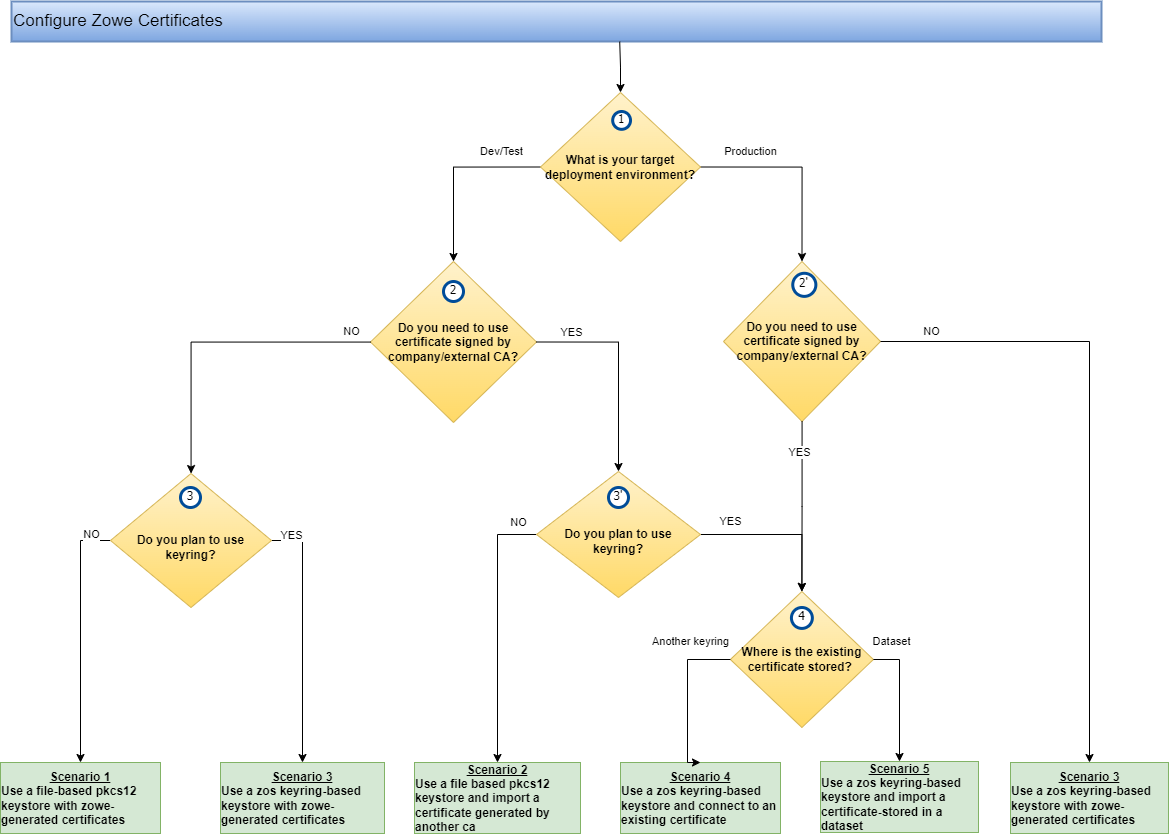 Configure Zowe Certificates
1
What is your target
deployment environment?
Dev/Test
Production
2
Do you need to use
certificate signed by
company/external CA?
NO
YES
2'
Do you need to use
certificate signed by
company/external CA?
NO
YES
3
Do you plan to use
keyring?
NO
YES
3'
Do you plan to use
keyring?
NO
YES
4
Where is the existing
certificate stored?
Another keyring
Dataset
Scenario 1
Use a file-based pkcs12
keystore with zowe-
generated certificates
Scenario 3
Use a zos keyring-based
keystore with zowe-
generated certificates
Scenario 2
Use a file based pkcs12
keystore and import a
certificate generated by
another ca
Scenario 4
Use a zos keyring-based
keystore and connect to an
existing certificate
Scenario 5
Use a zos keyring-based
keystore and import a
certificate-stored in a
dataset
Scenario 3
Use a zos keyring-based
keystore with zowe-
generated certificates